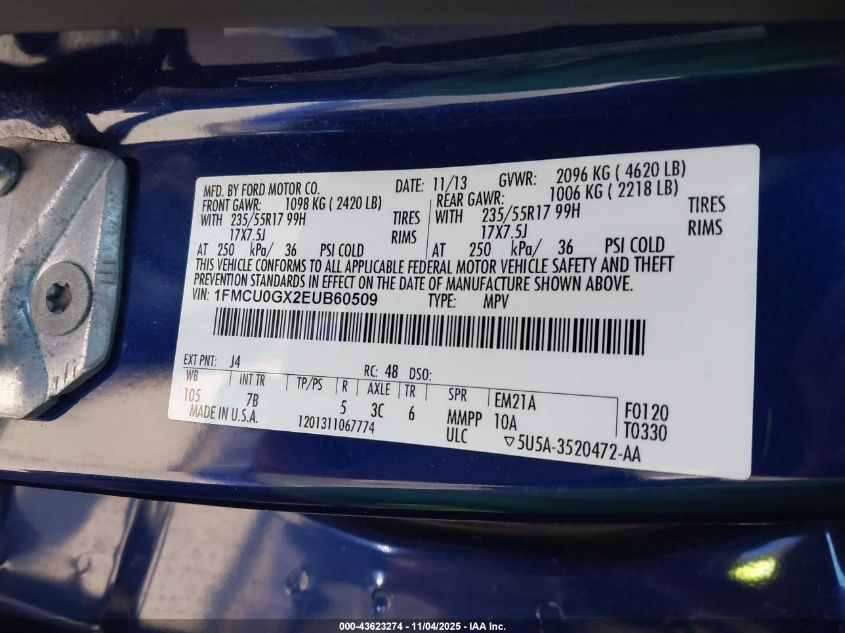 MFD. BY FORD MOTOR CO. DATE: 11/13 GVWR: 2096 KG ( 4620 LB)
FRONT GAWR: 1098 KG ( 2420 LB) REAR GAWR: 1006 KG ( 2218 LB)
WITH 235/55R17 99H TIRES WITH 235/55R17 99H TIRES
17X7.5J RIMS 17X7.5J RIMS
AT 250 kPa/ 36 PSI COLD AT 250 kPa/ 36 PSI COLD
THIS VEHICLE CONFORMS TO ALL APPLICABLE FEDERAL MOTOR VEHICLE SAFETY AND THEFT
PREVENTION STANDARDS IN EFFECT ON THE DATE OF MANUFACTURE SHOWN ABOVE.
VIN: 1FMCU0GX2EUB60509 TYPE: MPV
EXT PNT: J4 RC: 48 DSO:
WB INT TR TP/PS R AXLE TR SPR EM21A F0120
105 7B 5 3C 6 MMPP 10A T0330
MADE IN U.S.A. 1201311067774 ULC ▽5U5A-3520472-AA
000-43623274 - 11/04/2025 - IAA Inc.